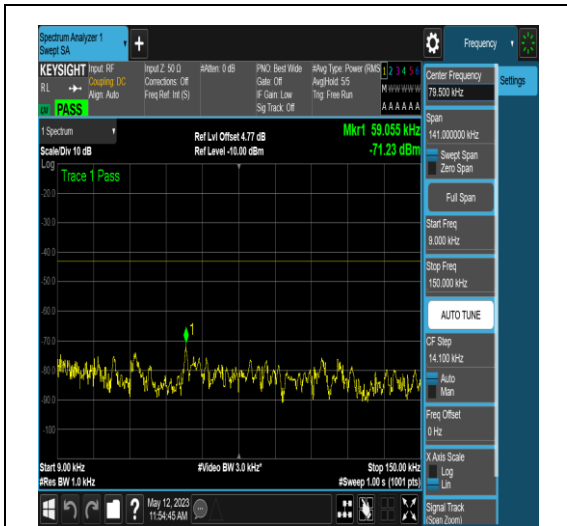 Spectrum Analyzer 1
Swept SA
+
Frequency
KEYSIGHT
RL
PASS
Input: RF
Coupling: DC
Align: Auto
Input Z: 50 Ω
Corrections: Off
Freq Ref: Int (S)
#Atten: 0 dB
PNO: Best Wide
Gate: Off
IF Gain: Low
Sig Track: Off
#Avg Type: Power (RMS
Avg|Hold: 5/5
Trig: Free Run
1 2 3 4 5 6
M W W W W W
A A A A A A
Center Frequency
79.500 kHz
Settings
Span
141.000000 kHz
Swept Span
Zero Span
Full Span
Start Freq
9.000 kHz
Stop Freq
150.000 kHz
AUTO TUNE
CF Step
14.100 kHz
Auto
Man
Freq Offset
0 Hz
X Axis Scale
Log
Lin
Signal Track
(Span Zoom)
1 Spectrum
Scale/Div 10 dB
Ref Lvl Offset 4.77 dB
Ref Level -10.00 dBm
Mkr1 59.055 kHz
-71.23 dBm
Log
Trace 1 Pass
-20.0
-30.0
-40.0
-50.0
-60.0
-70.0
-80.0
-90.0
-100
1
Start 9.00 kHz
#Res BW 1.0 kHz
#Video BW 3.0 kHz*
Stop 150.00 kHz
#Sweep 1.00 s (1001 pts)
?
May 12, 2023
11:54:45 AM